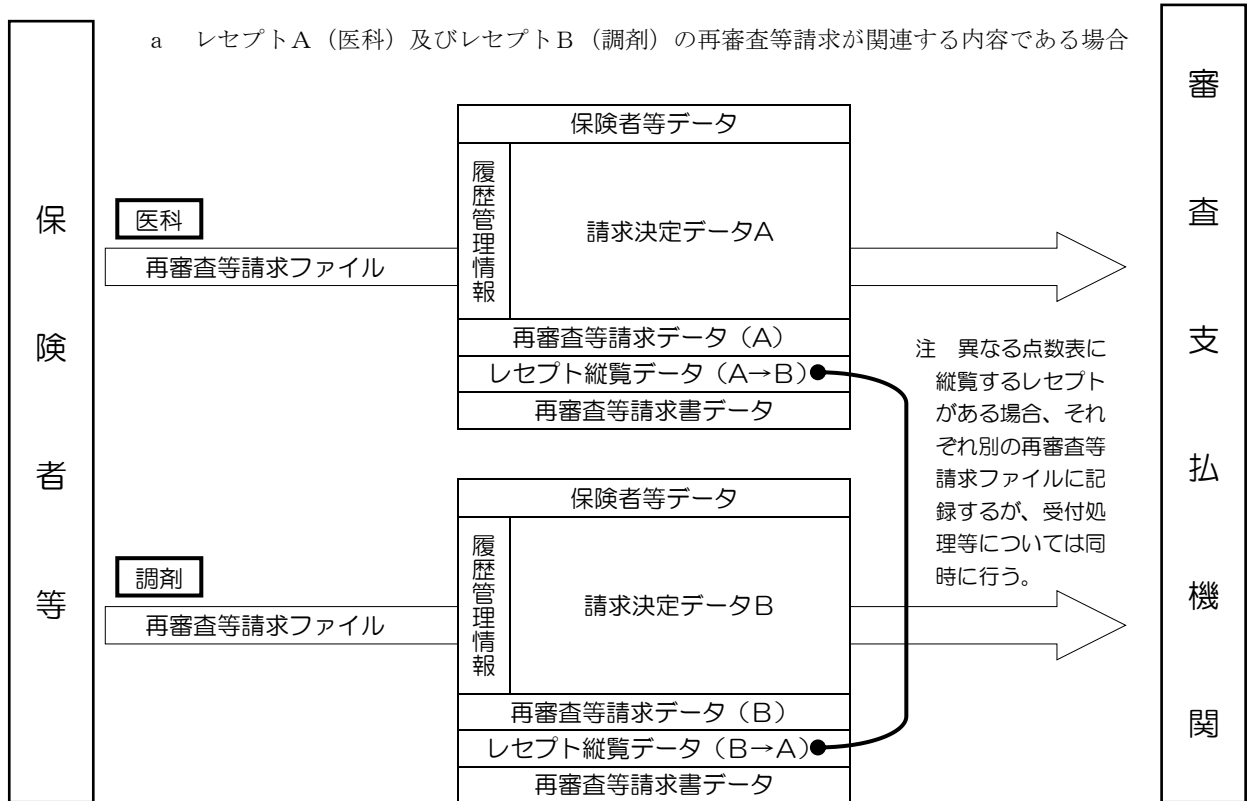 a レセプトA（医科）及びレセプトB（調剤）の再審査等請求が関連する内容である場合
保険者等
医科
再審査等請求ファイル
保険者等データ
履歴管理情報
請求決定データA
再審査等請求データ（A）
レセプト縦覧データ（A→B）
再審査等請求書データ
調剤
再審査等請求ファイル
保険者等データ
履歴管理情報
請求決定データB
再審査等請求データ（B）
レセプト縦覧データ（B→A）
再審査等請求書データ
注 異なる点数表に
縦覧するレセプト
がある場合、それ
ぞれ別の再審査等
請求ファイルに記
録するが、受付処
理等については同
時に行う。
審査支払機関